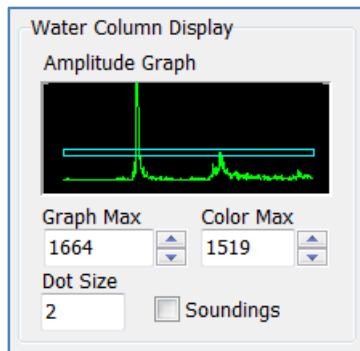 Water Column Display
Amplitude Graph
Graph Max Color Max
1664 1519
Dot Size
2 Soundings